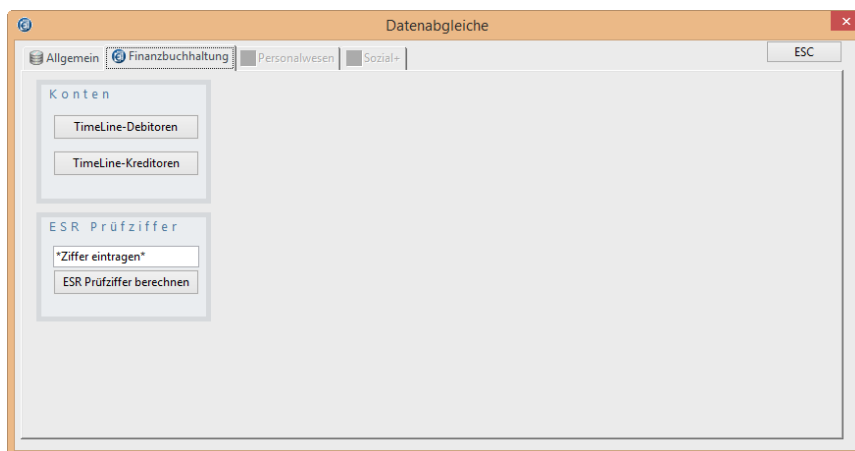 Datenabgleiche
Allgemein Finanzbuchhaltung Personalwesen Sozial+ ESC
Konten
TimeLine-Debitoren
TimeLine-Kreditoren
ESR Prüfziffer
*Ziffer eintragen*
ESR Prüfziffer berechnen